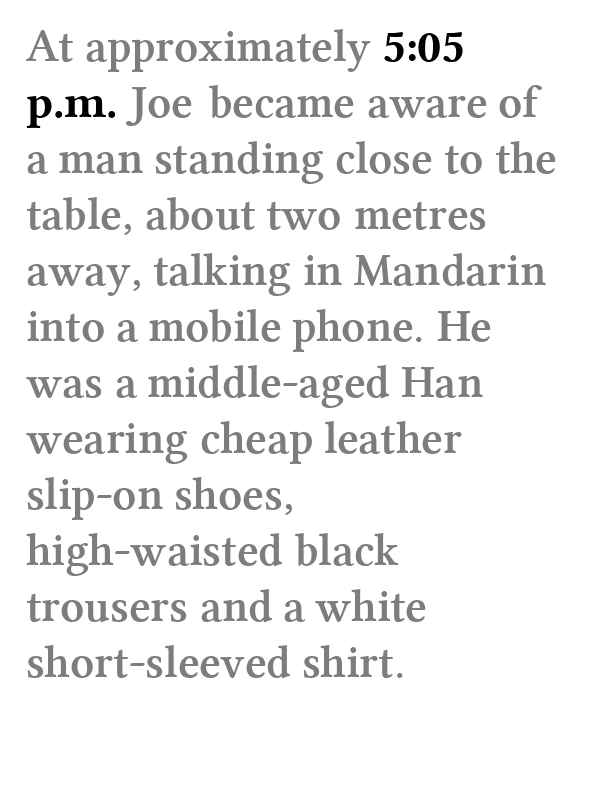 At approximately 5:05
p.m. Joe became aware of
a man standing close to the
table, about two metres
away, talking in Mandarin
into a mobile phone. He
was a middle-aged Han
wearing cheap leather
slip-on shoes,
high-waisted black
trousers and a white
short-sleeved shirt.